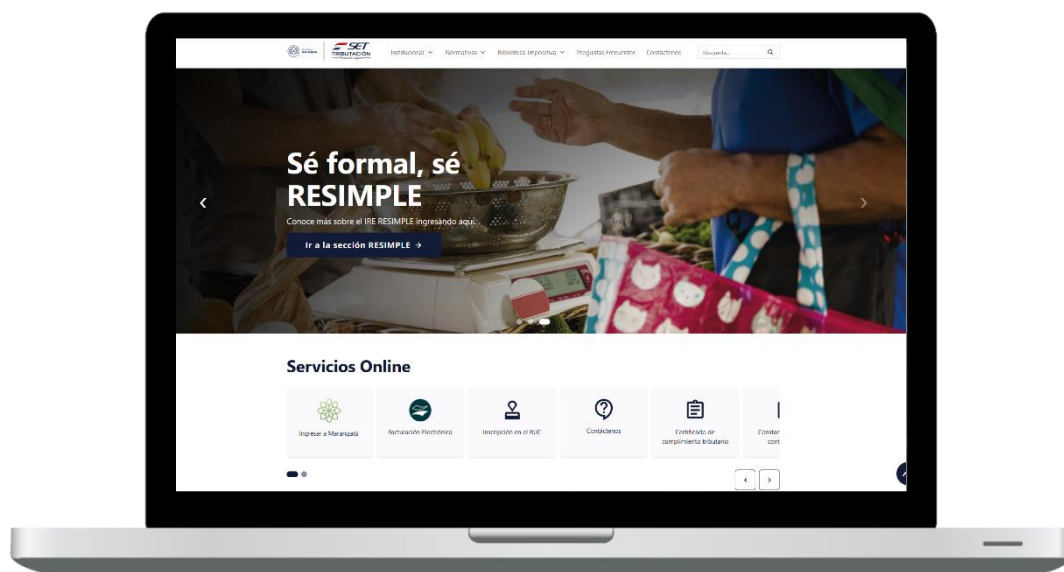 SET
TRIBUTACIÓN
Institucional
Normativas
Biblioteca Impositiva
Preguntas Frecuentes
Contáctenos
Búsqueda...
Sé formal, sé
RESIMPLE
Conoce más sobre el IRE RESIMPLE ingresando aquí.
Ir a la sección RESIMPLE →
Servicios Online
Ingresar a Marangatú
Facturación Electrónica
Inscripción en el RUC
Contáctenos
Certificado de
cumplimiento tributario